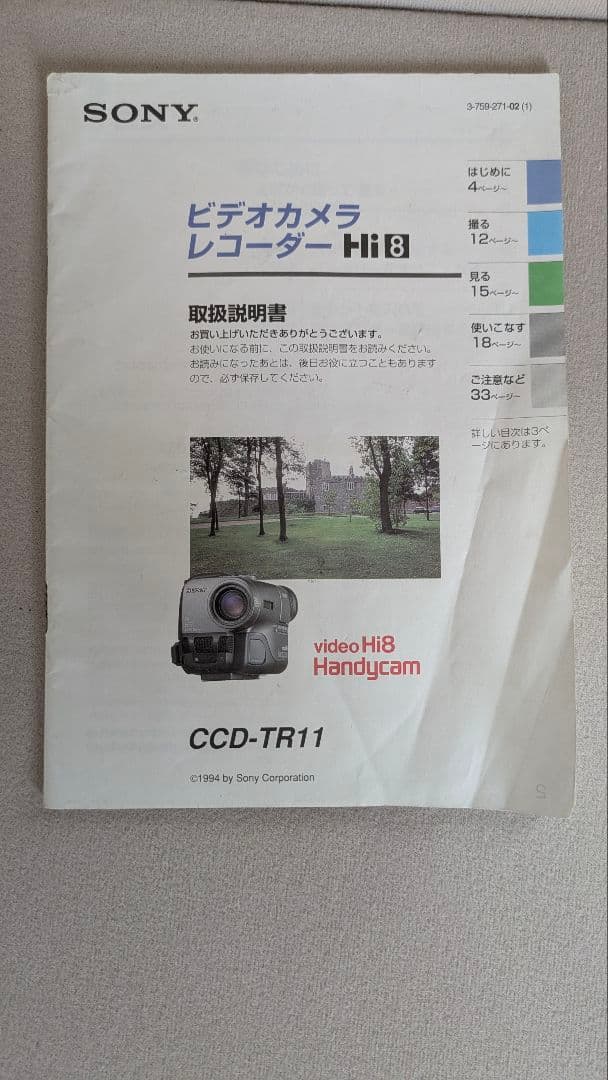 SONY®
3-759-271-02 (1)
はじめに
4ページ~
撮る
12ページ~
見る
15ページ~
使いこなす
18ページ~
ご注意など
33ページ~
詳しい目次は3ペ
ージにあります。
ビデオカメラ
レコーダー Hi8
取扱説明書
お買い上げいただきありがとうございます。
お使いになる前に、この取扱説明書をお読みください。
お読みになったあとは、後日お役に立つこともあります
ので、必ず保存してください。
video Hi8
Handycam
CCD-TR11
©1994 by Sony Corporation